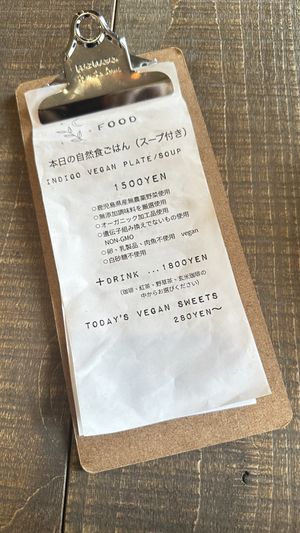 FOOD
本日の自然食ごはん（スープ付き）
INDIGO VEGAN PLATE/SOUP
1500YEN
○鹿児島県産無農薬野菜使用
○無添加調味料を厳選使用
○オーガニック加工品使用
○遺伝子組み換えでないもの使用
NON-GMO
○卵、乳製品、肉魚不使用 vegan
○白砂糖不使用
+DRINK ...1800YEN
（珈琲・紅茶・野草茶・玄米珈琲の
中からお選びください）
TODAY'S VEGAN SWEETS
280YEN〜